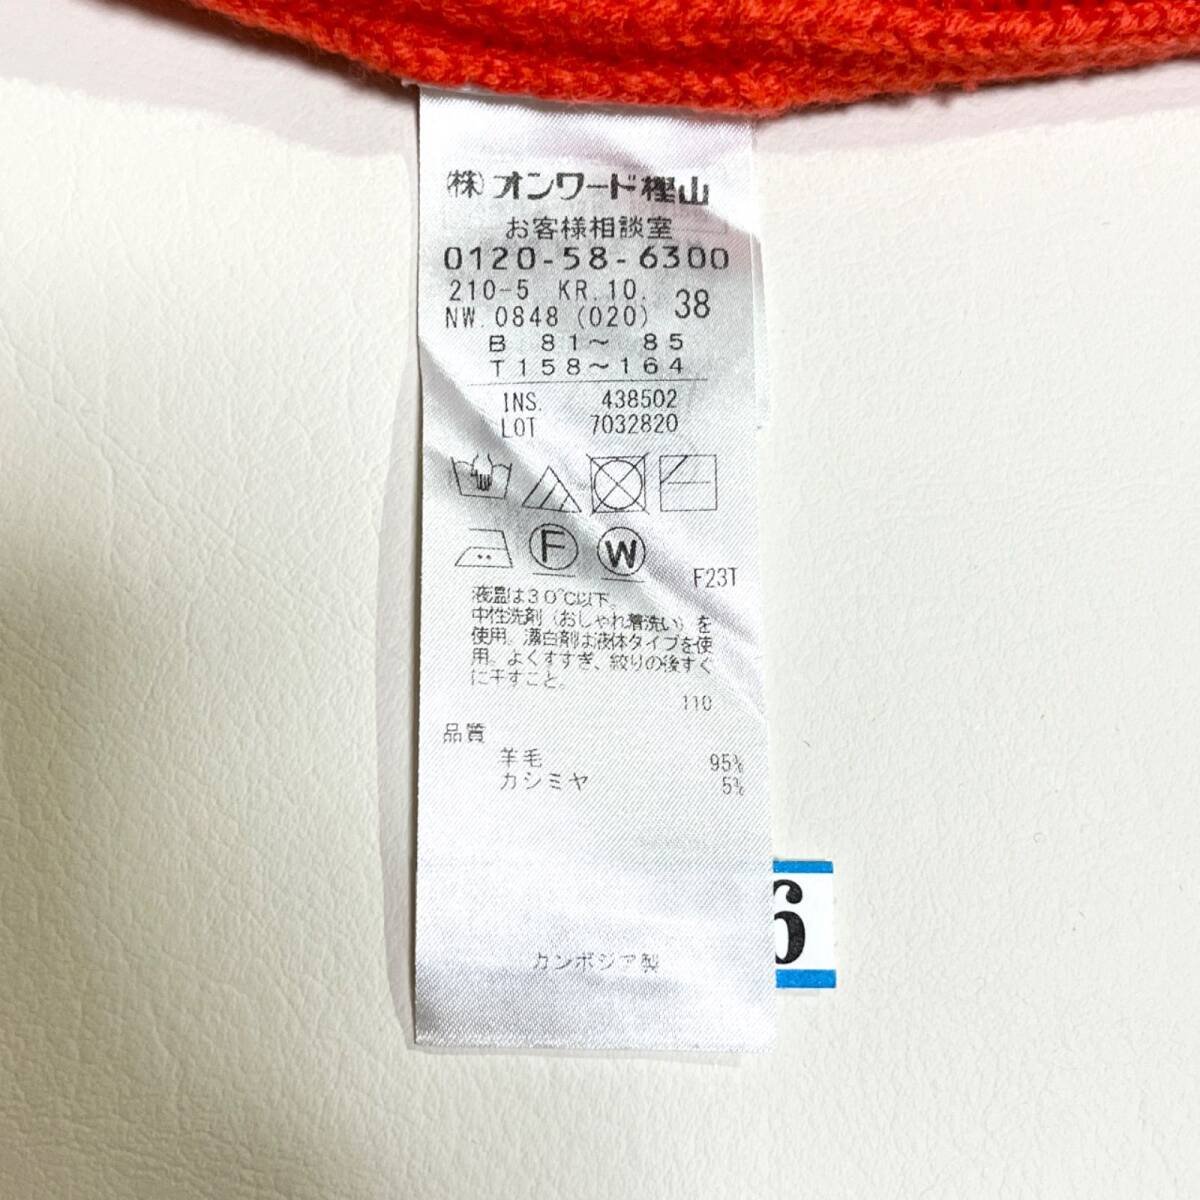 (株)オンワード樫山
お客様相談室
0120-58-6300
210-5 KR.10. 38
NW.0848 (020)
B 81〜 85
T158〜164
INS. 438502
LOT 7032820
F W
F23T
液温は30℃以下。
中性洗剤（おしゃれ着洗い）を
使用。漂白剤は液体タイプを使
用。よくすすぎ、絞りの後すぐ
に干すこと。
110
品質
羊毛 95%
カシミヤ 5%
カンボジア製
6